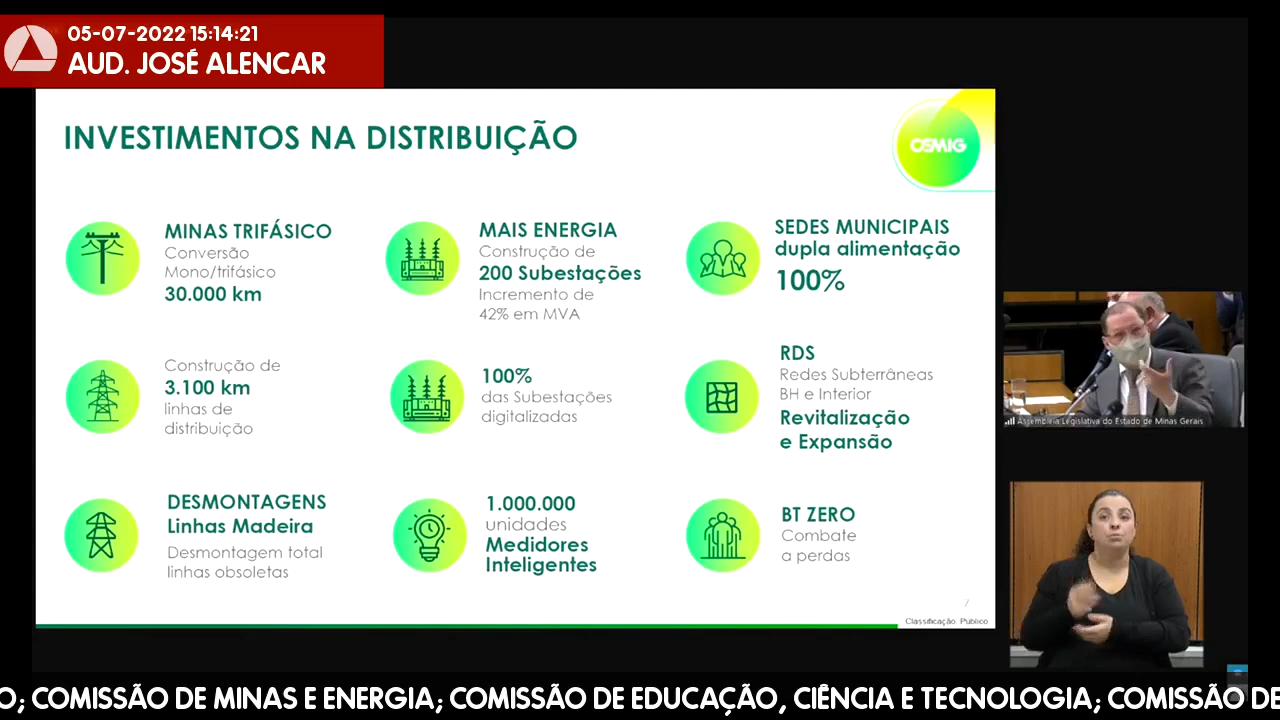 05-07-2022 15:14:21
AUD. JOSÉ ALENCAR
INVESTIMENTOS NA DISTRIBUIÇÃO
CEMIG
MINAS TRIFÁSICO
Conversão
Mono/trifásico
30.000 km
MAIS ENERGIA
Construção de
200 Subestações
Incremento de
42% em MVA
SEDES MUNICIPAIS
dupla alimentação
100%
Construção de
3.100 km
linhas de
distribuição
100%
das Subestações
digitalizadas
RDS
Redes Subterrâneas
BH e Interior
Revitalização
e Expansão
DESMONTAGENS
Linhas Madeira
Desmontagem total
linhas obsoletas
1.000.000
unidades
Medidores
Inteligentes
BT ZERO
Combate
a perdas
7
Classificação: Público
Assembleia Legislativa do Estado de Minas Gerais
O; COMISSÃO DE MINAS E ENERGIA; COMISSÃO DE EDUCAÇÃO, CIÊNCIA E TECNOLOGIA; COMISSÃO DE